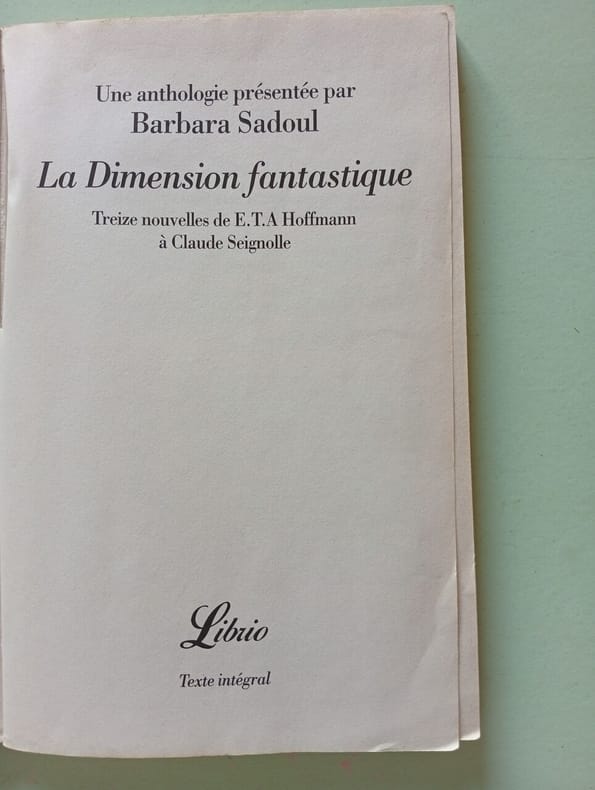 Une anthologie présentée par
Barbara Sadoul
La Dimension fantastique
Treize nouvelles de E.T.A Hoffmann
à Claude Seignolle
Librio
Texte intégral